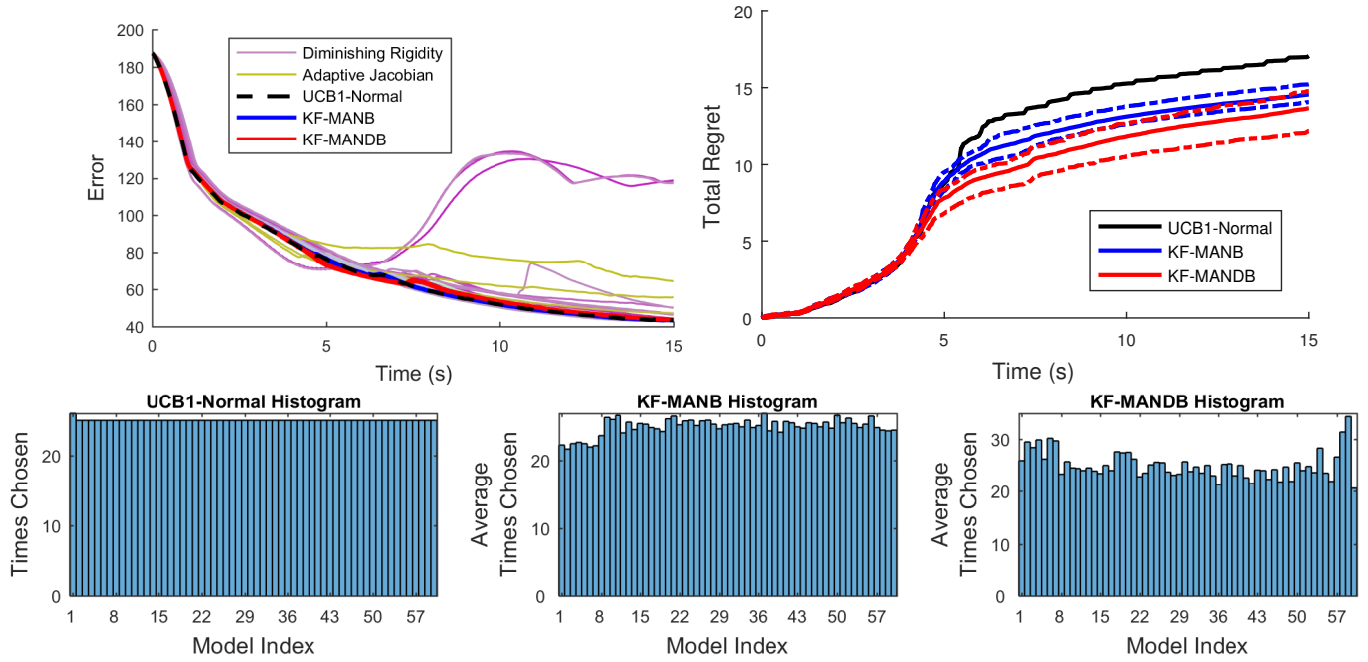 200
180
160
140
120
100
80
60
40
Error
0
5
10
15
Time (s)
Diminishing Rigidity
Adaptive Jacobian
UCB1-Normal
KF-MANB
KF-MANDB
20
15
10
5
0
Total Regret
0
5
10
15
Time (s)
UCB1-Normal
KF-MANB
KF-MANDB
UCB1-Normal Histogram
20
10
0
Times Chosen
1
8
15
22
29
36
43
50
57
Model Index
KF-MANB Histogram
20
10
0
Average
Times Chosen
1
8
15
22
29
36
43
50
57
Model Index
KF-MANDB Histogram
30
20
10
0
Average
Times Chosen
1
8
15
22
29
36
43
50
57
Model Index